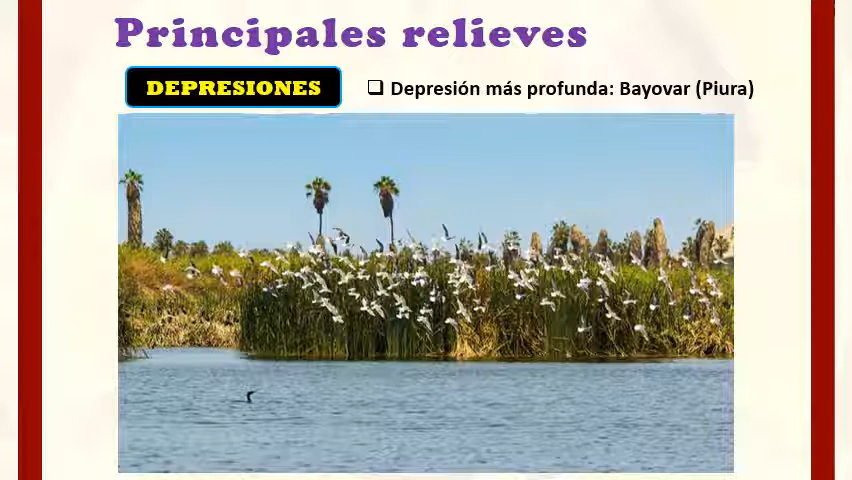 Principales relieves
DEPRESIONES
❑ Depresión más profunda: Bayovar (Piura)